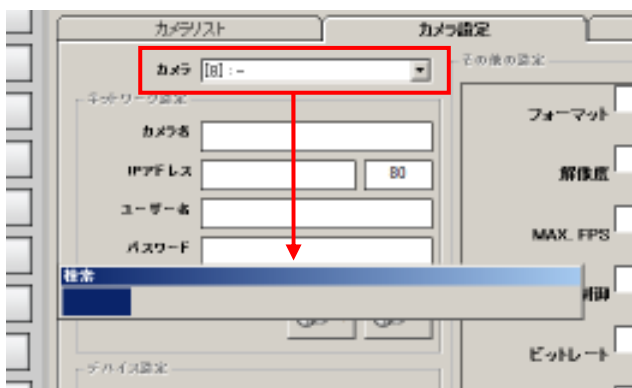 カメラリスト
カメラ設定
カメラ [8] : -
その他の設定
ネットワーク設定
フォーマット
カメラ名
IPアドレス 80
解像度
ユーザー名
MAX. FPS
パスワード
検索
制御
ビットレート
デバイス設定